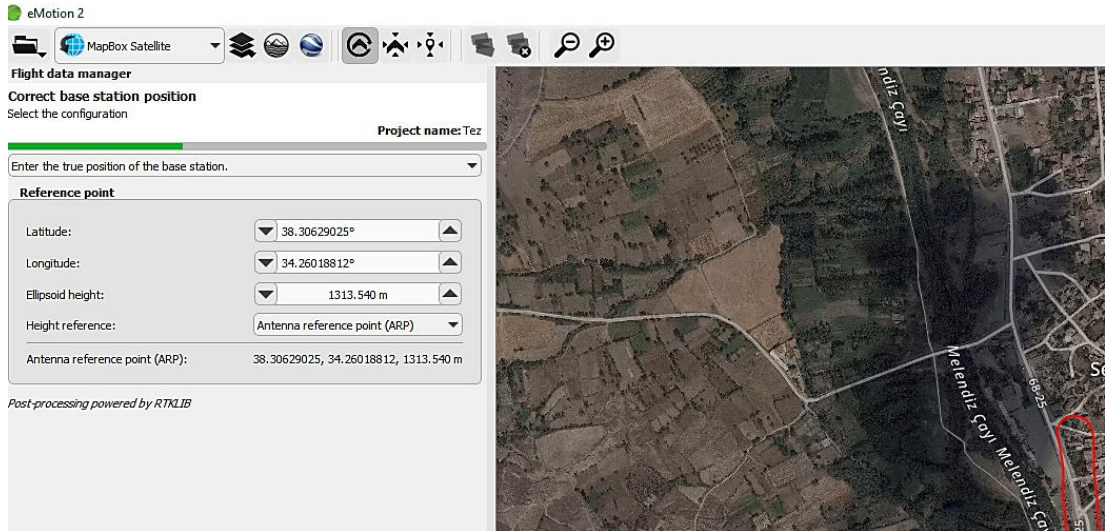 eMotion 2
MapBox Satellite
Flight data manager
Correct base station position
Select the configuration
Project name: Tez
Enter the true position of the base station.
Reference point
Latitude: 38.30629025°
Longitude: 34.26018812°
Ellipsoid height: 1313.540 m
Height reference: Antenna reference point (ARP)
Antenna reference point (ARP): 38.30629025, 34.26018812, 1313.540 m
Post-processing powered by RTKLIB
ndiz Çayı
Melendiz Çayı Melendiz Ça
68-25
Se